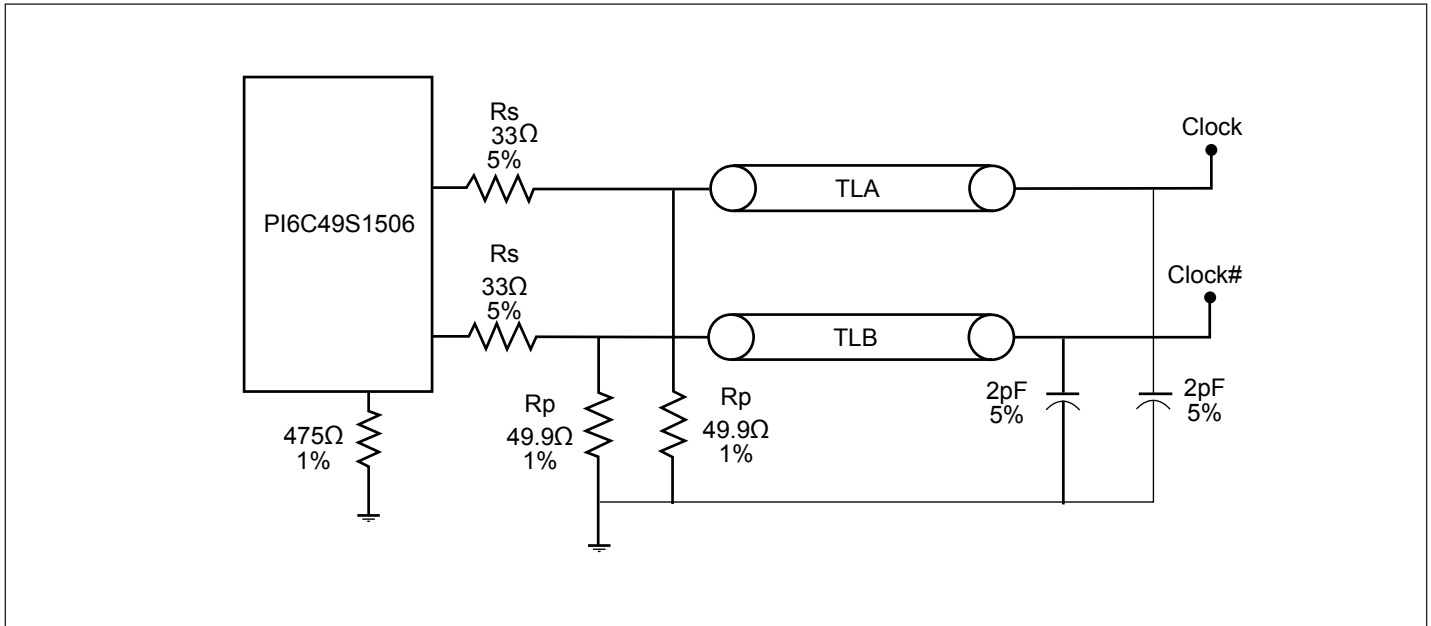 Rs
33Ω
5%
Clock
TLA
PI6C49S1506
Rs
33Ω
5%
Clock#
TLB
475Ω
1%
Rp
49.9Ω
1%
Rp
49.9Ω
1%
2pF
5%
2pF
5%